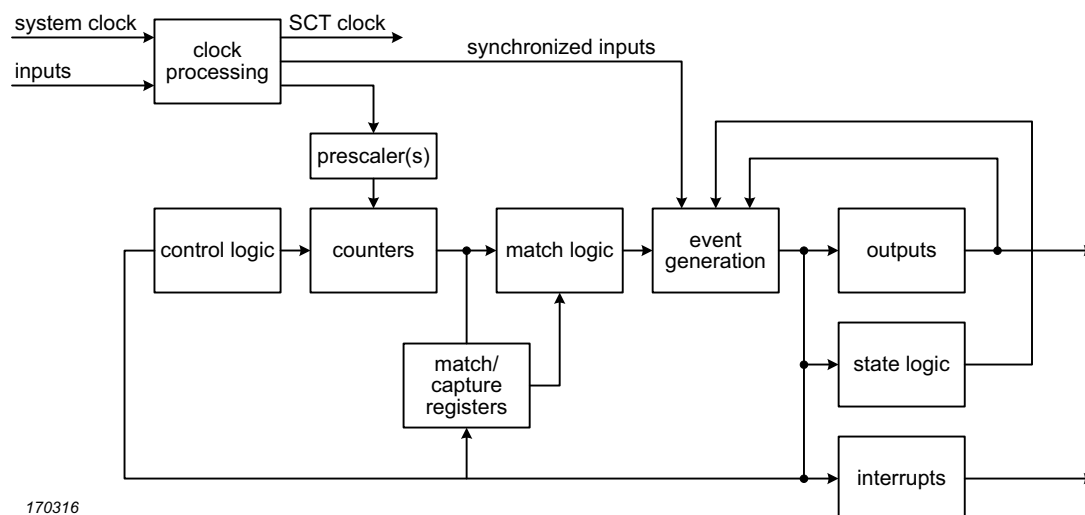 system clock
SCT clock
clock
processing
synchronized inputs
inputs
prescaler(s)
control logic
counters
match logic
event
generation
outputs
match/
capture
registers
state logic
interrupts
170316